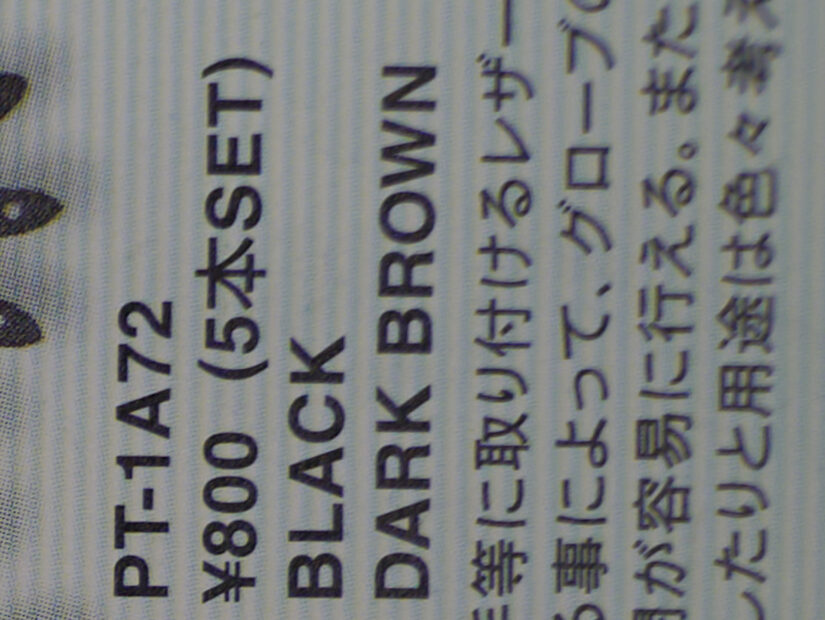 PT-1A72
¥800 (5本SET)
BLACK
DARK BROWN
等に取り付けるレザー
事によって、グローブ
が容易に行える。また
したりと用途は色々考え